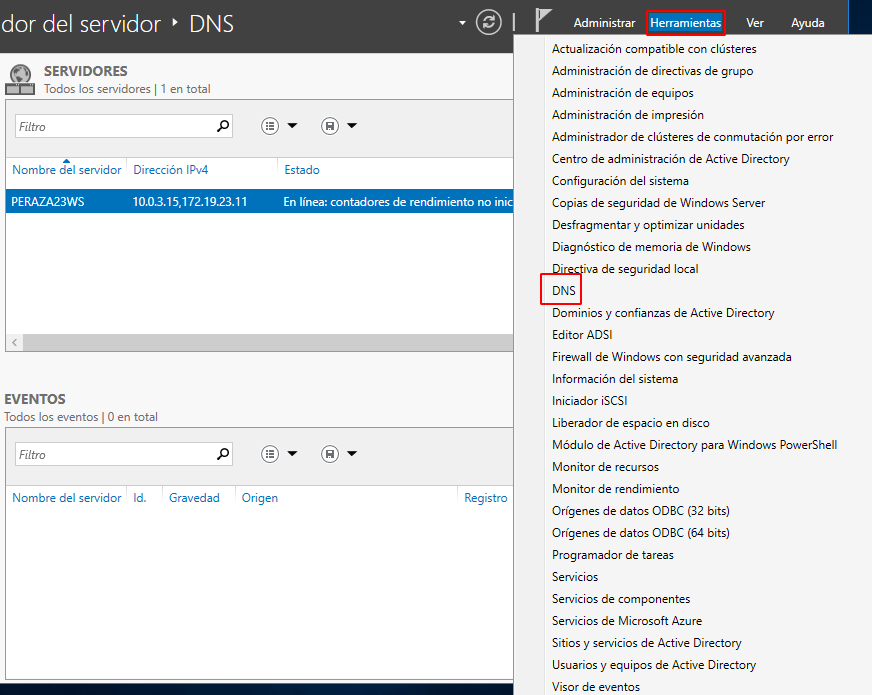 dor del servidor ‣ DNS
Administrar Herramientas Ver Ayuda
SERVIDORES
Todos los servidores | 1 en total
Filtro
Nombre del servidor Dirección IPv4 Estado
PERAZA23WS 10.0.3.15,172.19.23.11 En línea: contadores de rendimiento no inic
EVENTOS
Todos los eventos | 0 en total
Filtro
Nombre del servidor Id. Gravedad Origen Registro
Actualización compatible con clústeres
Administración de directivas de grupo
Administración de equipos
Administración de impresión
Administrador de clústeres de conmutación por error
Centro de administración de Active Directory
Configuración del sistema
Copias de seguridad de Windows Server
Desfragmentar y optimizar unidades
Diagnóstico de memoria de Windows
Directiva de seguridad local
DNS
Dominios y confianzas de Active Directory
Editor ADSI
Firewall de Windows con seguridad avanzada
Información del sistema
Iniciador iSCSI
Liberador de espacio en disco
Módulo de Active Directory para Windows PowerShell
Monitor de recursos
Monitor de rendimiento
Orígenes de datos ODBC (32 bits)
Orígenes de datos ODBC (64 bits)
Programador de tareas
Servicios
Servicios de componentes
Servicios de Microsoft Azure
Sitios y servicios de Active Directory
Usuarios y equipos de Active Directory
Visor de eventos